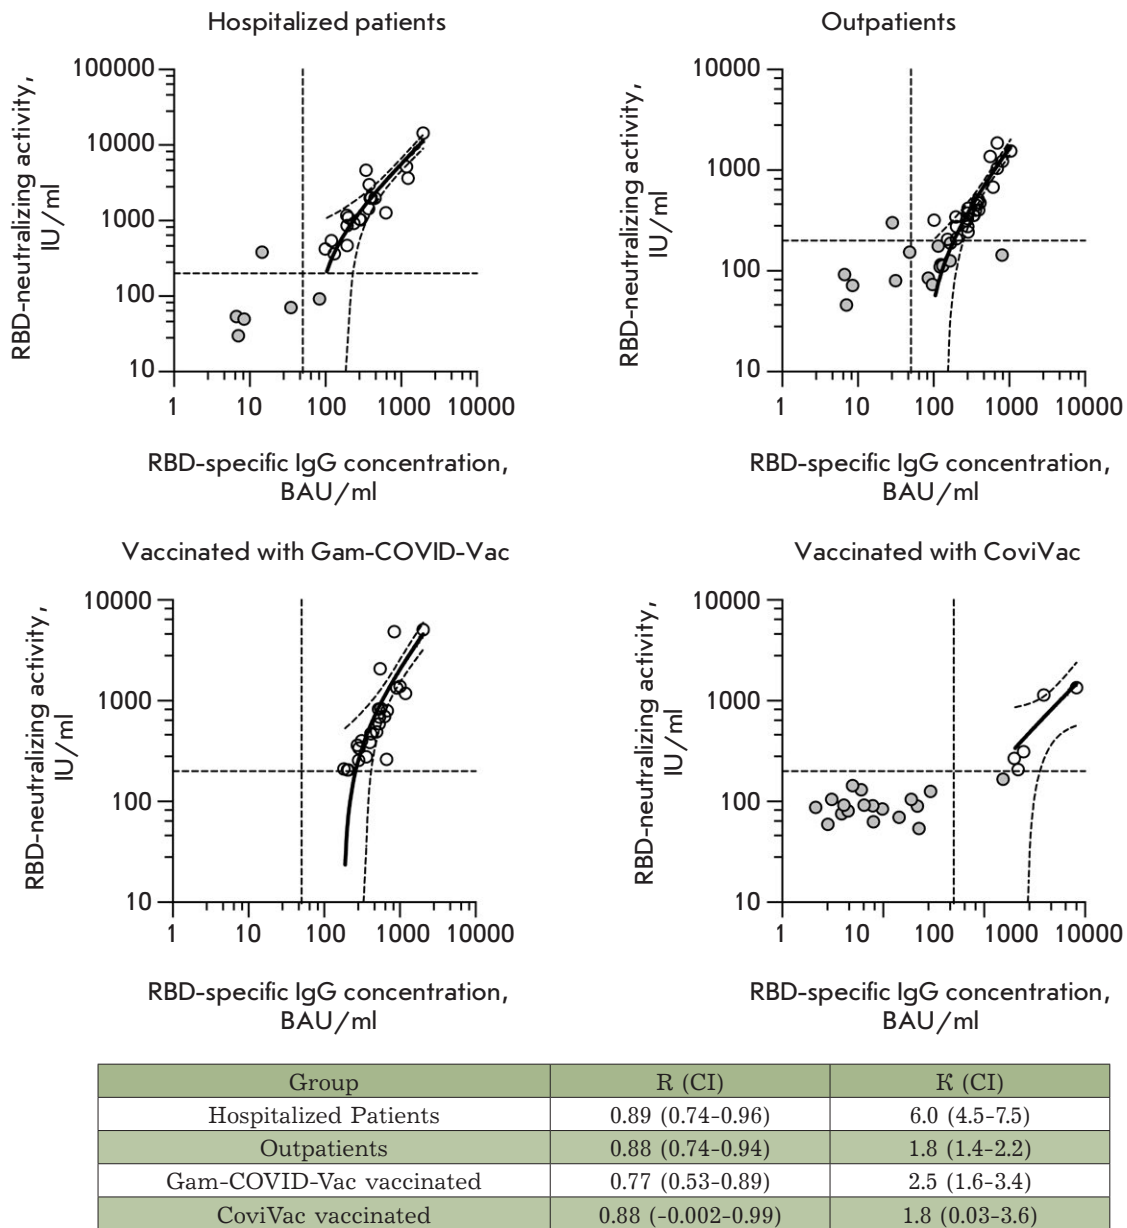 Hospitalized patients
RBD-neutralizing activity,
IU/ml
100000
10000
1000
100
10
1 10 100 1000 10000
RBD-specific IgG concentration,
BAU/ml
Outpatients
RBD-neutralizing activity,
IU/ml
10000
1000
100
10
1 10 100 1000 10000
RBD-specific IgG concentration,
BAU/ml
Vaccinated with Gam-COVID-Vac
RBD-neutralizing activity,
IU/ml
10000
1000
100
10
1 10 100 1000 10000
RBD-specific IgG concentration,
BAU/ml
Vaccinated with CoviVac
RBD-neutralizing activity,
IU/ml
10000
1000
100
10
1 10 100 1000 10000
RBD-specific IgG concentration,
BAU/ml
Group R (CI) K (CI)
Hospitalized Patients 0.89 (0.74-0.96) 6.0 (4.5-7.5)
Outpatients 0.88 (0.74-0.94) 1.8 (1.4-2.2)
Gam-COVID-Vac vaccinated 0.77 (0.53-0.89) 2.5 (1.6-3.4)
CoviVac vaccinated 0.88 (-0.002-0.99) 1.8 (0.03-3.6)